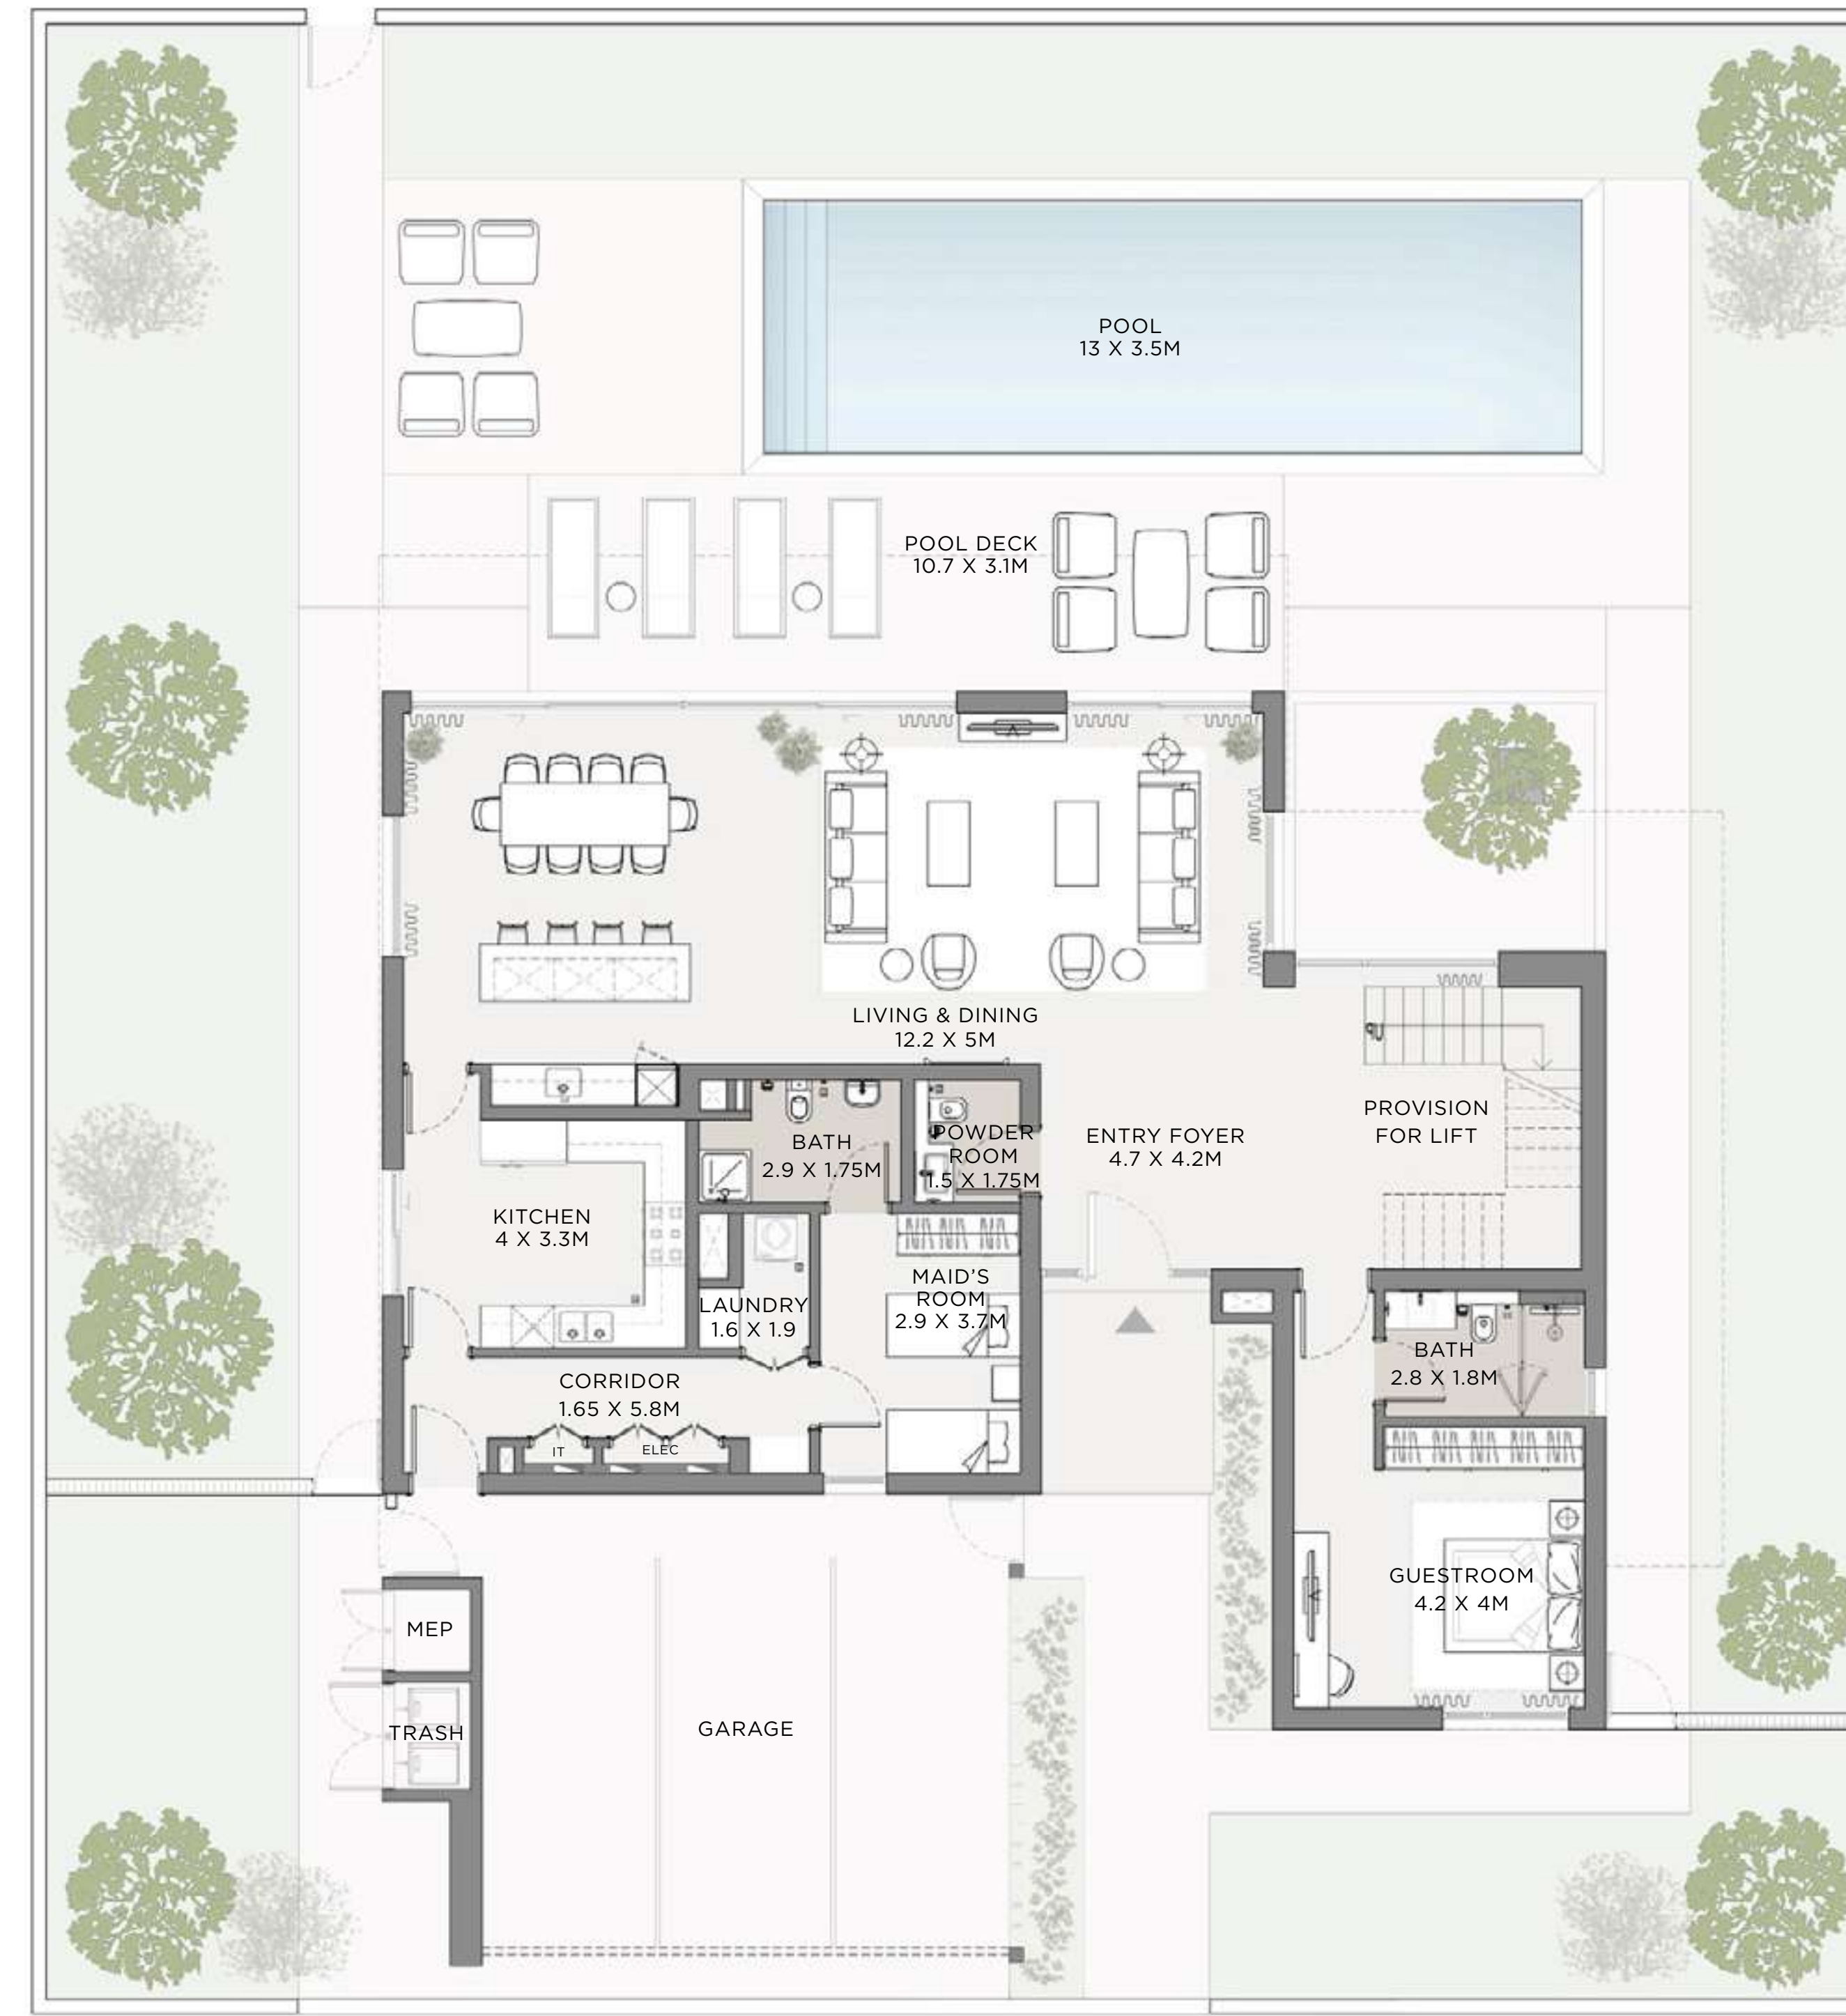 POOL
13 X 3.5M
POOL DECK
10.7 X 3.1M
LIVING & DINING
12.2 X 5M
PROVISION
FOR LIFT
ENTRY FOYER
4.7 X 4.2M
POWDER
ROOM
1.5 X 1.75M
BATH
2.9 X 1.75M
KITCHEN
4 X 3.3M
MAID'S
ROOM
2.9 X 3.7M
LAUNDRY
1.6 X 1.9
BATH
2.8 X 1.8M
CORRIDOR
1.65 X 5.8M
IT
ELEC
GUESTROOM
4.2 X 4M
MEP
TRASH
GARAGE